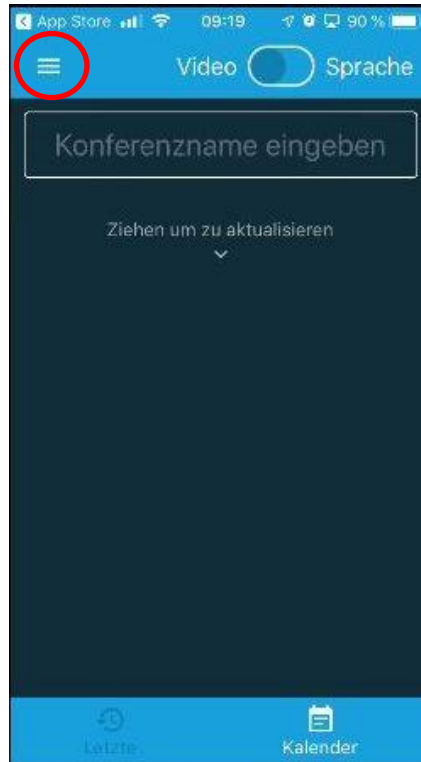 App Store 09:19 90 %
Video Sprache
Konferenzname eingeben
Ziehen um zu aktualisieren
Letzte Kalender